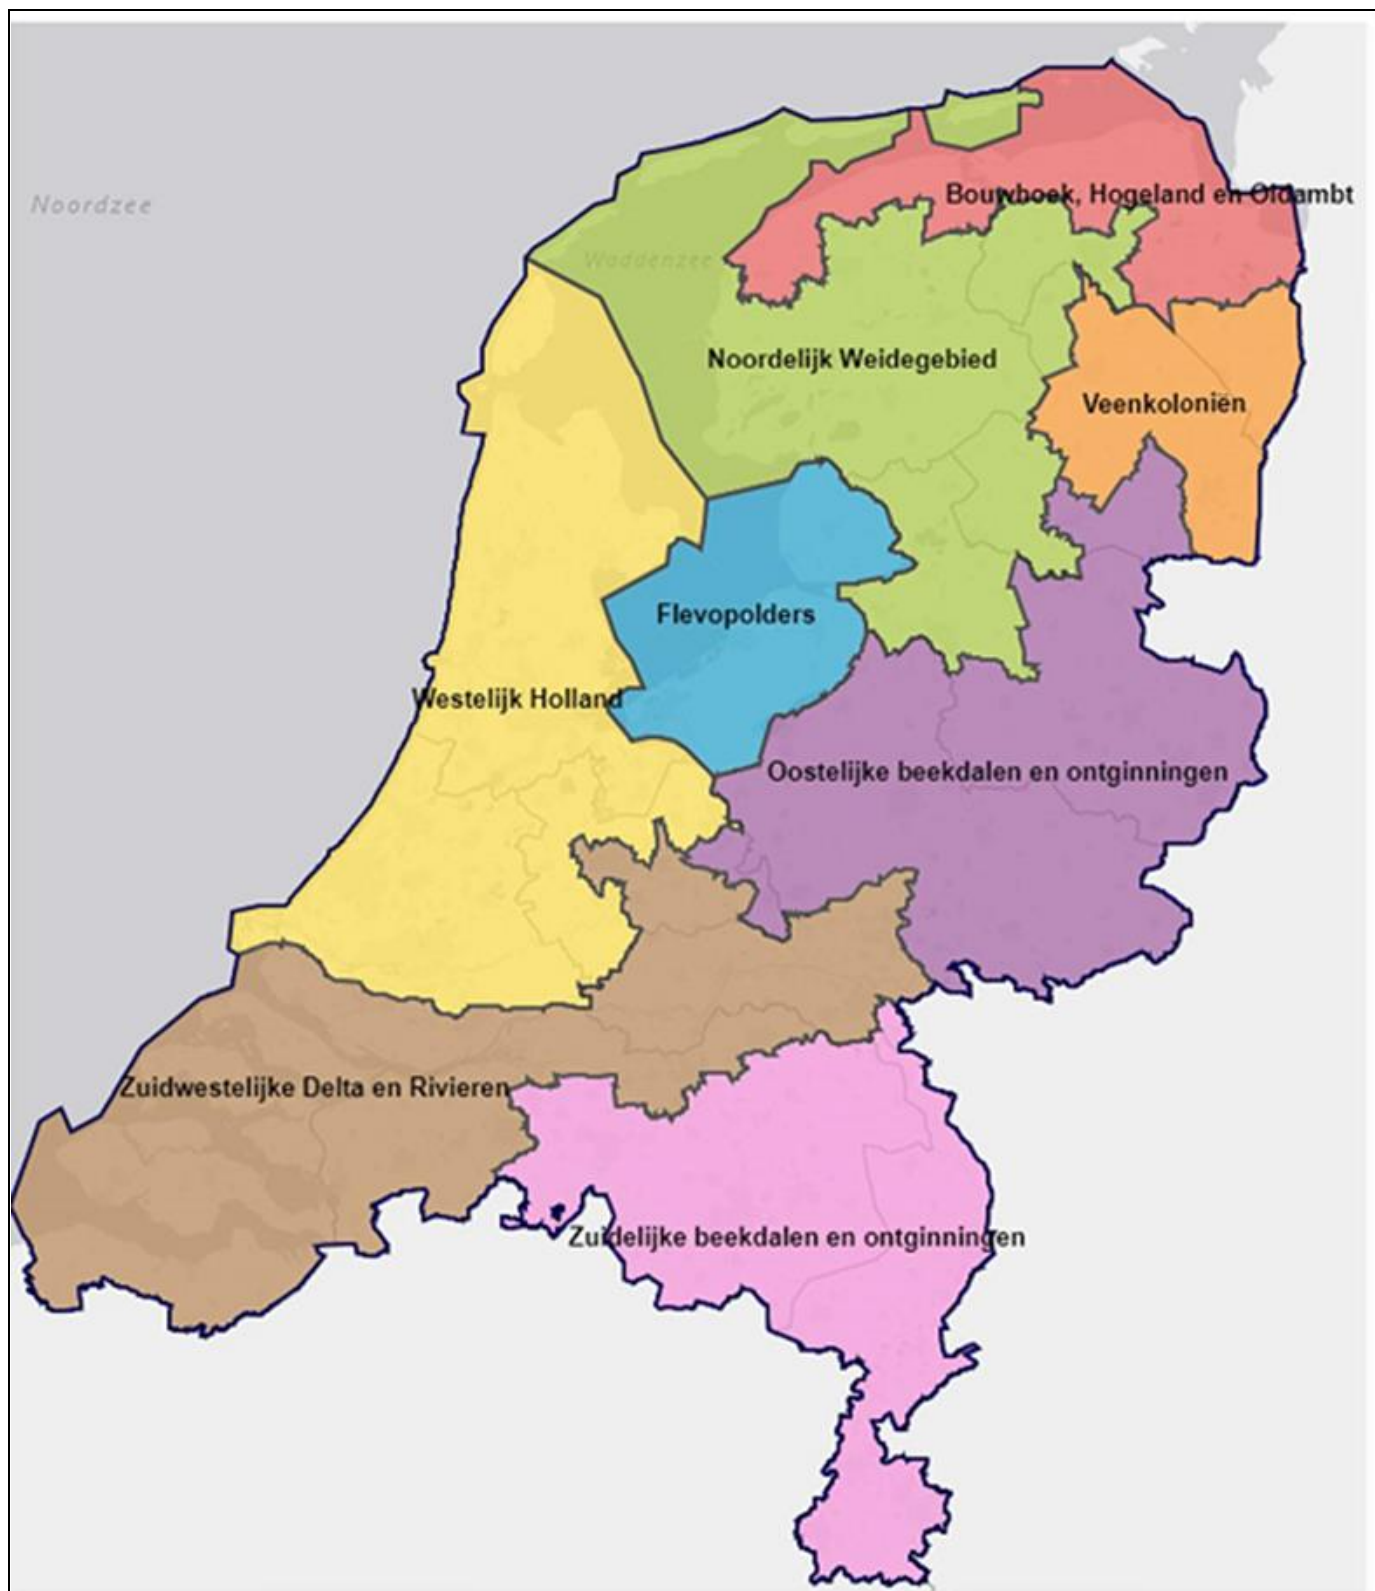 Bouwhoek, Hogeland en Oldambt
Noordzee
Waddenzee
Noordelijk Weidegebied
Veenkoloniën
Flevopolders
Westelijk Holland
Oostelijke beekdalen en ontginningen
Zuidwestelijke Delta en Rivieren
Zuidelijke beekdalen en ontginningen